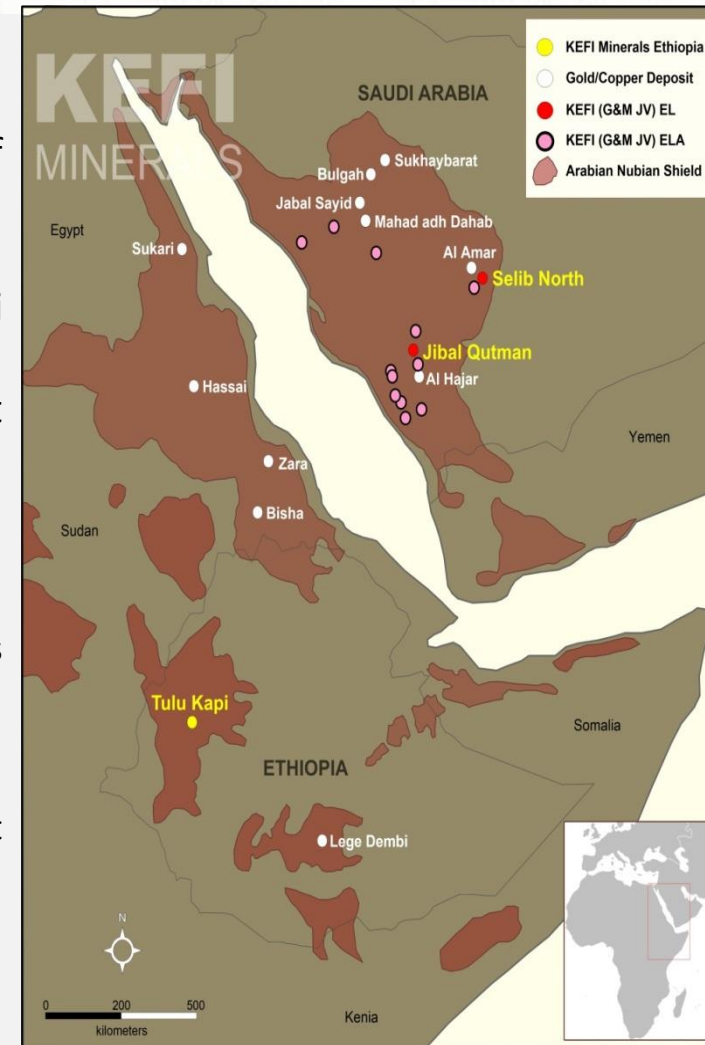 KEFI
MINERALS
SAUDI ARABIA
KEFI Minerals Ethiopia
Gold/Copper Deposit
KEFI (G&M JV) EL
KEFI (G&M JV) ELA
Arabian Nubian Shield
Sukhaybarat
Bulgah
Jabal Sayid
Mahad adh Dahab
Egypt
Sukari
Al Amar
Selib North
Jibal Qutman
Al Hajar
Hassai
Yemen
Zara
Bisha
Sudan
Tulu Kapi
Somalia
ETHIOPIA
Lege Dembi
N
0 200 500
kilometers
Kenia